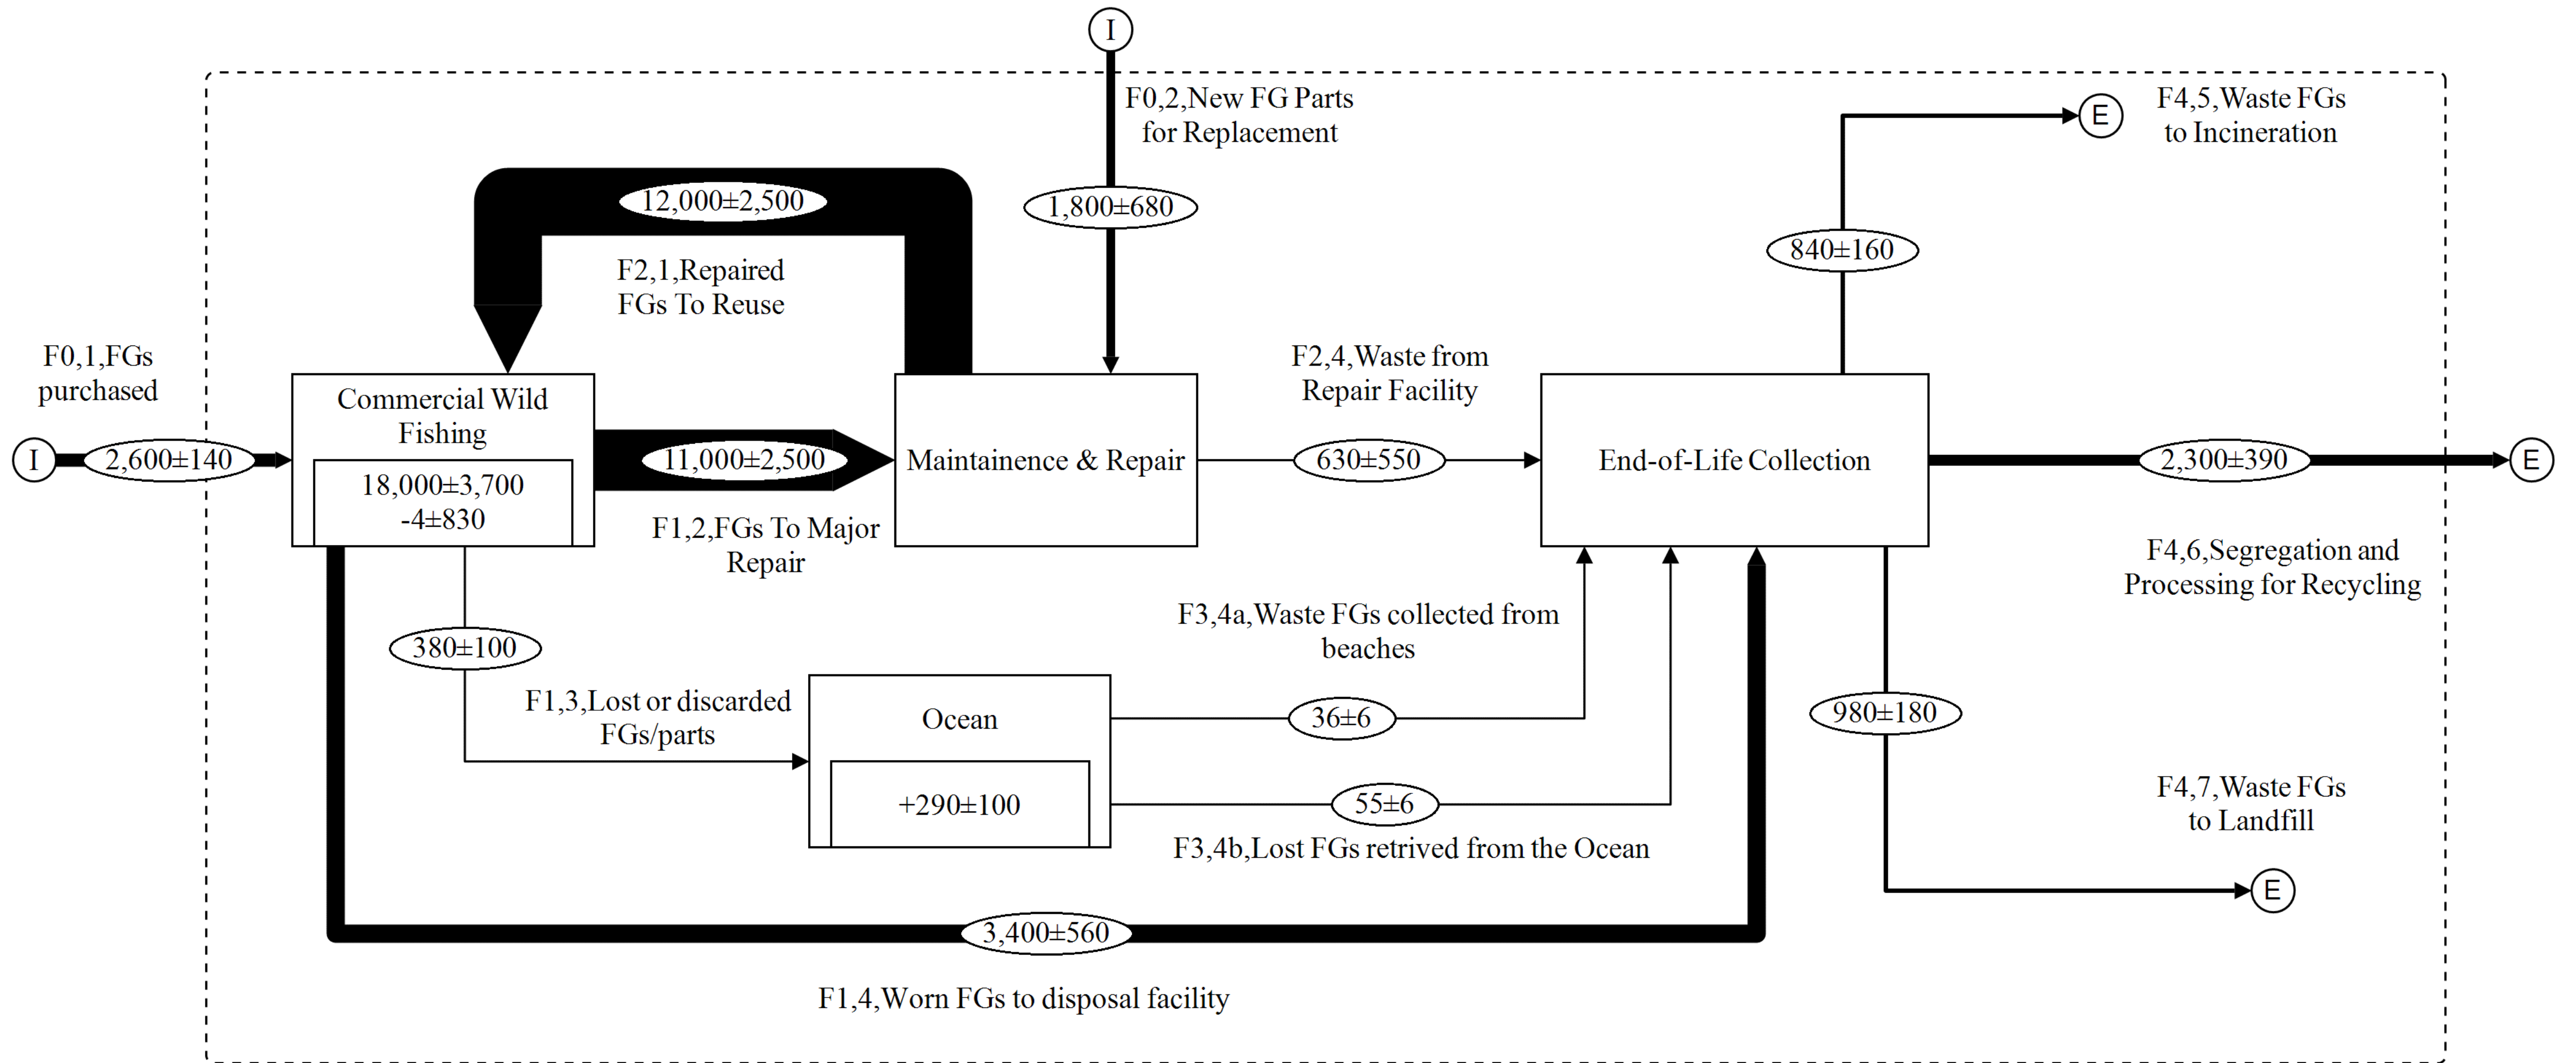 I
F0,2,New FG Parts
for Replacement
E
F4,5,Waste FGs
to Incineration
12,000±2,500
1,800±680
840±160
F2,1,Repaired
FGs To Reuse
F0,1,FGs
purchased
I
2,600±140
Commercial Wild
Fishing
18,000±3,700
-4±830
11,000±2,500
F1,2,FGs To Major
Repair
Maintainence & Repair
F2,4,Waste from
Repair Facility
630±550
End-of-Life Collection
2,300±390
E
F4,6,Segregation and
Processing for Recycling
380±100
F1,3,Lost or discarded
FGs/parts
Ocean
+290±100
F3,4a,Waste FGs collected from
beaches
36±6
55±6
F3,4b,Lost FGs retrived from the Ocean
980±180
F4,7,Waste FGs
to Landfill
E
3,400±560
F1,4,Worn FGs to disposal facility